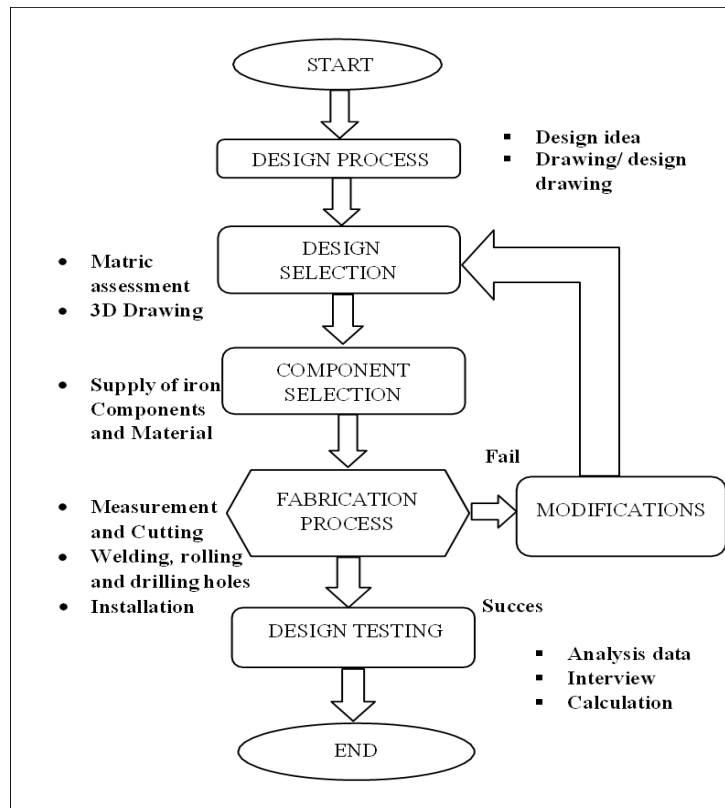 START
DESIGN PROCESS
▪ Design idea
▪ Drawing/ design
drawing
DESIGN
SELECTION
• Matric
assessment
• 3D Drawing
COMPONENT
SELECTION
• Supply of iron
Components
and Material
Fail
FABRICATION
PROCESS
MODIFICATIONS
• Measurement
and Cutting
• Welding, rolling
and drilling holes
• Installation
Succes
DESIGN TESTING
▪ Analysis data
▪ Interview
▪ Calculation
END